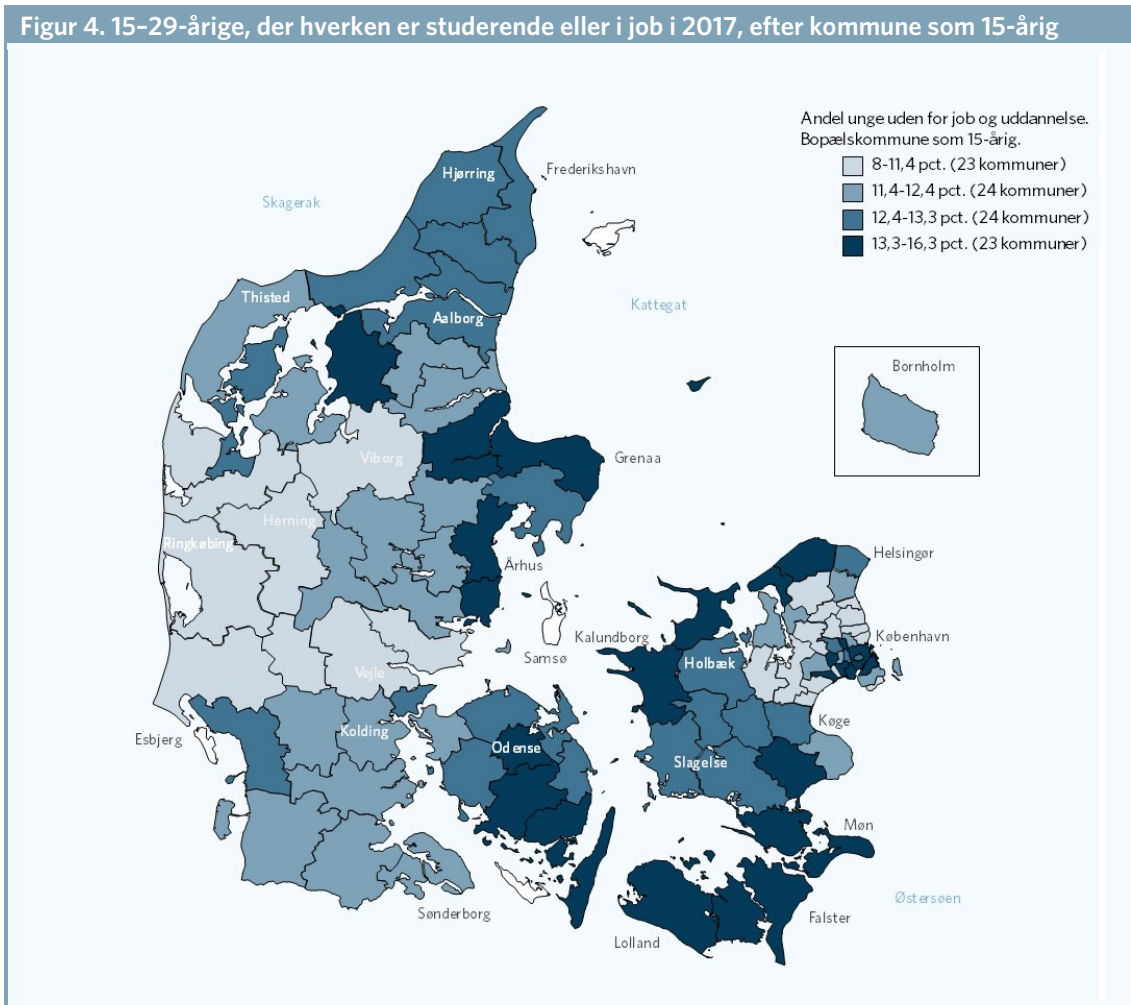 Figur 4. 15-29-årige, der hverken er studerende eller i job i 2017, efter kommune som 15-årig
Andel unge uden for job og uddannelse.
Bopælskommune som 15-årig.
8-11,4 pct. (23 kommuner)
11,4-12,4 pct. (24 kommuner)
12,4-13,3 pct. (24 kommuner)
13,3-16,3 pct. (23 kommuner)
Hjørring
Frederikshavn
Skagerak
Thisted
Kattegat
Aalborg
Bornholm
Viborg
Grenaa
Herning
Ringkøbing
Århus
Helsingør
Kalundborg
København
Samsø
Holbæk
Vejle
Køge
Esbjerg
Kolding
Odense
Slagelse
Møn
Østersøen
Sønderborg
Falster
Lolland